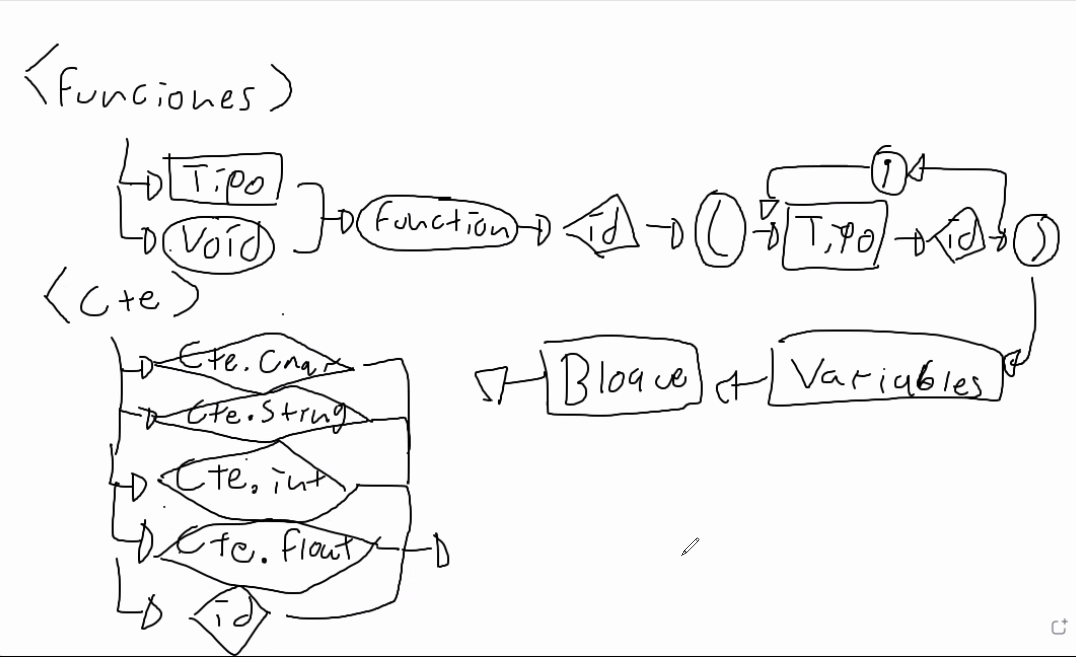 <funciones>
Tipo
Void function id ( Tipo id )
;
<Cte>
Cte.Char
Cte.String
Cte.int
Cte.float
id
Bloque Variables